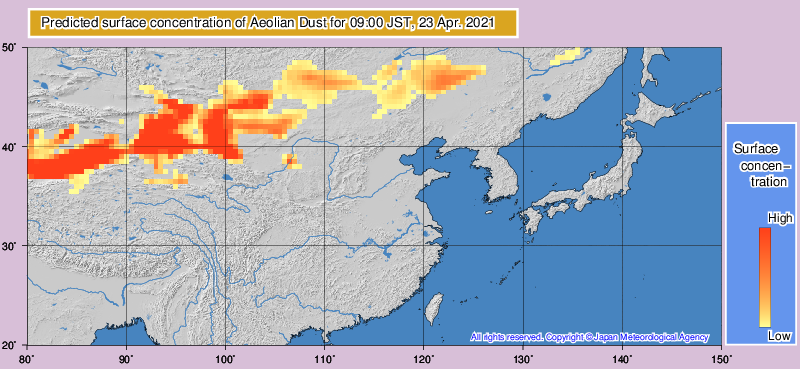 Predicted surface concentration of Aeolian Dust for 09:00 JST, 23 Apr. 2021
50˚
40˚
30˚
20˚
80˚ 90˚ 100˚ 110˚ 120˚ 130˚ 140˚ 150˚
Surface
concen−
tration
High
Low
All rights reserved. Copyright © Japan Meteorological Agency